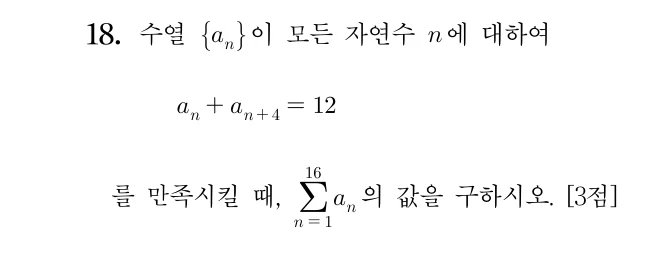 18. 수열 {aₙ}이 모든 자연수 n에 대하여
aₙ + aₙ₊₄ = 12
를 만족시킬 때, ∑ₙ₌₁¹⁶ aₙ의 값을 구하시오. [3점]